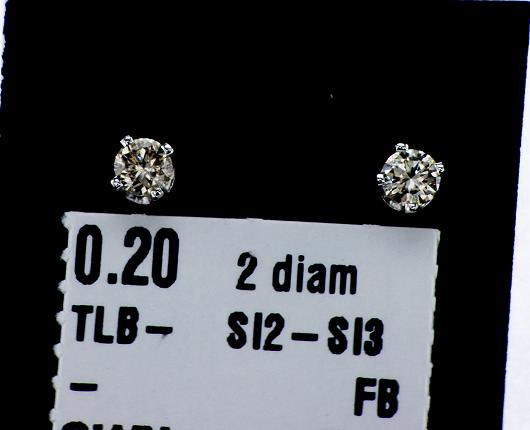 0.20 2 diam
TLB- SI2-SI3
- FB